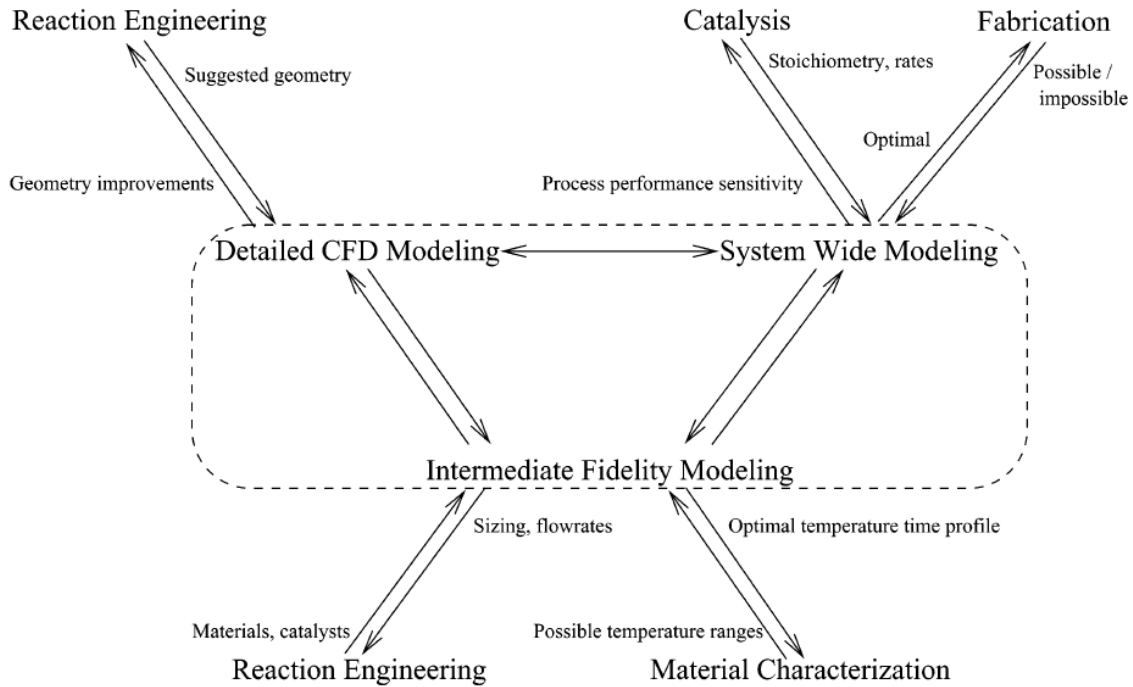 Reaction Engineering
Catalysis
Fabrication
Suggested geometry
Stoichiometry, rates
Possible /
impossible
Optimal
Geometry improvements
Process performance sensitivity
Detailed CFD Modeling
System Wide Modeling
Intermediate Fidelity Modeling
Sizing, flowrates
Optimal temperature time profile
Materials, catalysts
Possible temperature ranges
Reaction Engineering
Material Characterization